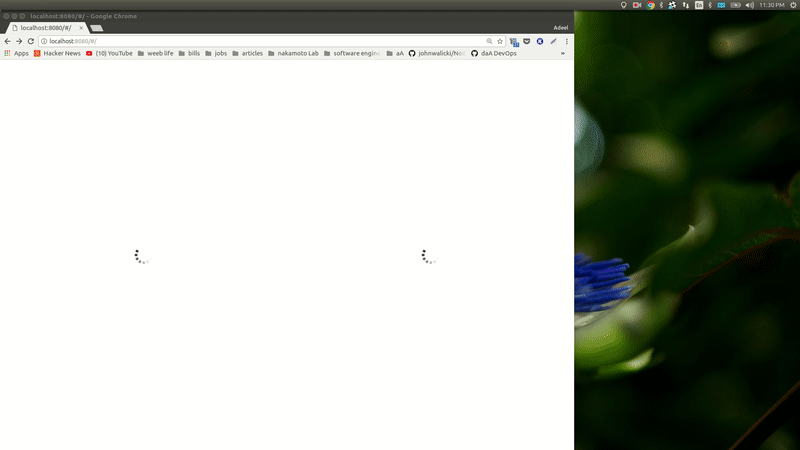 11:30 PM
localhost:8080/#/ - Google Chrome
localhost:8080/#/
Adeel
localhost:8080/#/
Apps Hacker News (10) YouTube weeb life bills jobs articles nakamoto Lab software engin aA johnwalicki/No daA DevOps »